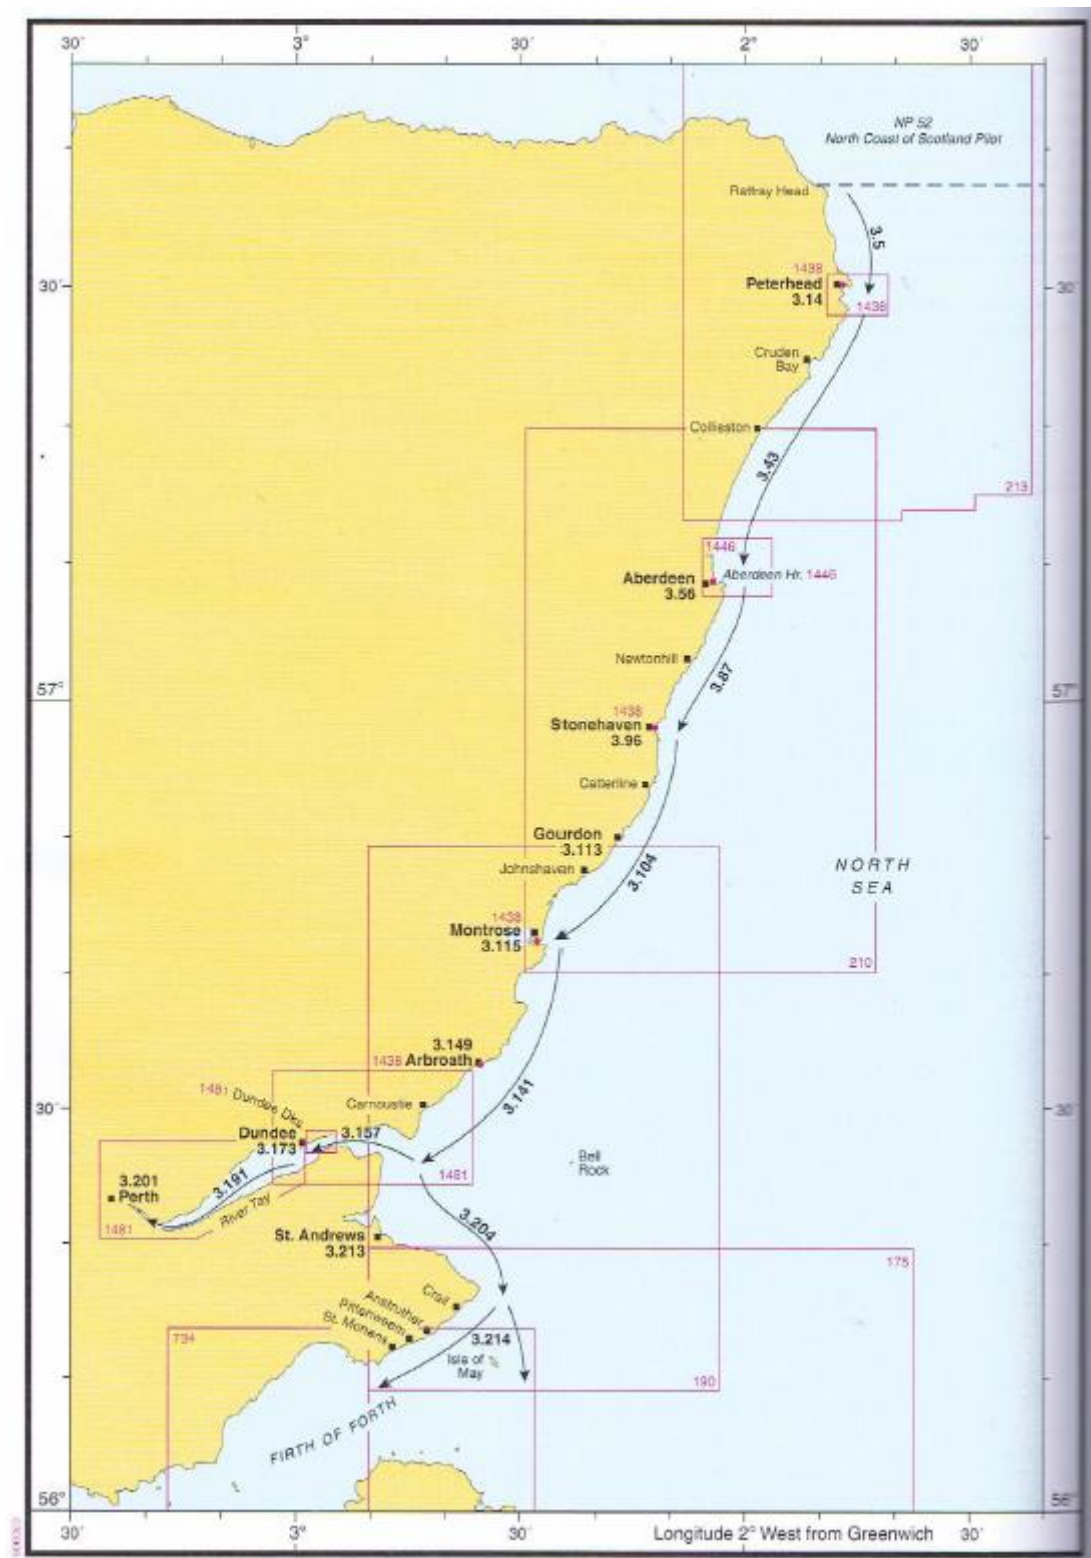 30´ 3° 30´ 2° 30´
NP 52
North Coast of Scotland Pilot
Rattray Head
3.5
30´
1438
Peterhead
3.14
1438
30´
Cruden
Bay
Collieston
3.43
213
1446
Aberdeen
3.56
Aberdeen Hr. 1446
Newtonhill
3.87
57°
57°
1438
Stonehaven
3.96
Catterline
Gourdon
3.113
3.104
Johnshaven
NORTH
SEA
1438
Montrose
3.115
210
3.149
1438 Arbroath
3.141
1481 Dundee Dks
Carnoustie
30´
30´
Dundee
3.173
3.157
Bell
Rock
1481
3.201
Perth
3.191
River Tay
1481
3.204
St. Andrews
3.213
175
Crail
Anstruther
Pittenweem
St. Monans
734
3.214
Isle of
May
190
FIRTH OF FORTH
56°
56°
30´ 3° 30´ Longitude 2° West from Greenwich 30´